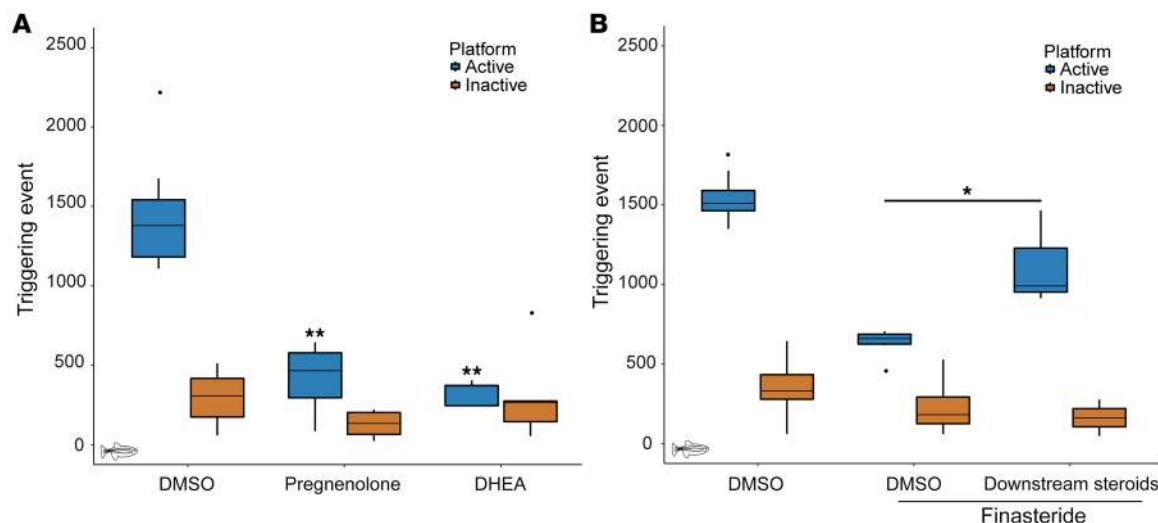 A
Platform
Active
Inactive
Triggering event
2500
2000
1500
1000
500
0
**
**
DMSO
Pregnenolone
DHEA
B
Platform
Active
Inactive
Triggering event
2500
2000
1500
1000
500
0
*
DMSO
DMSO
Downstream steroids
Finasteride